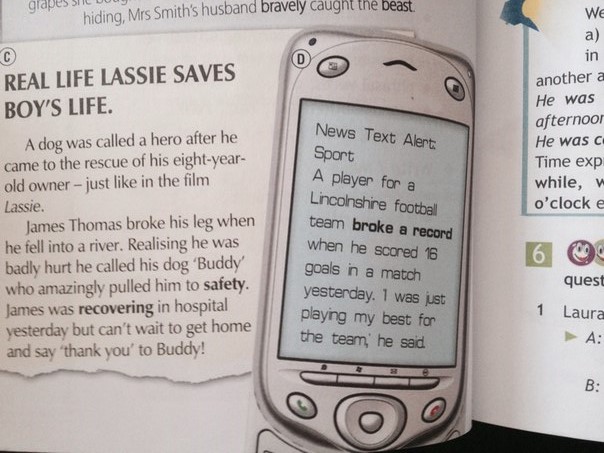 grapes she
hiding, Mrs Smith's husband bravely caught the beast.
C
REAL LIFE LASSIE SAVES
BOY'S LIFE.
A dog was called a hero after he
came to the rescue of his eight-year-
old owner – just like in the film
Lassie.
James Thomas broke his leg when
he fell into a river. Realising he was
badly hurt he called his dog 'Buddy'
who amazingly pulled him to safety.
James was recovering in hospital
yesterday but can't wait to get home
and say 'thank you' to Buddy!
D
News Text Alert:
Sport
A player for a
Lincolnshire football
team broke a record
when he scored 16
goals in a match
yesterday. 'I was just
playing my best for
the team,' he said.
We
a)
in
another a
He was
afternoon
He was
Time
while,
o'clock
6
1 Laura
A:
B: